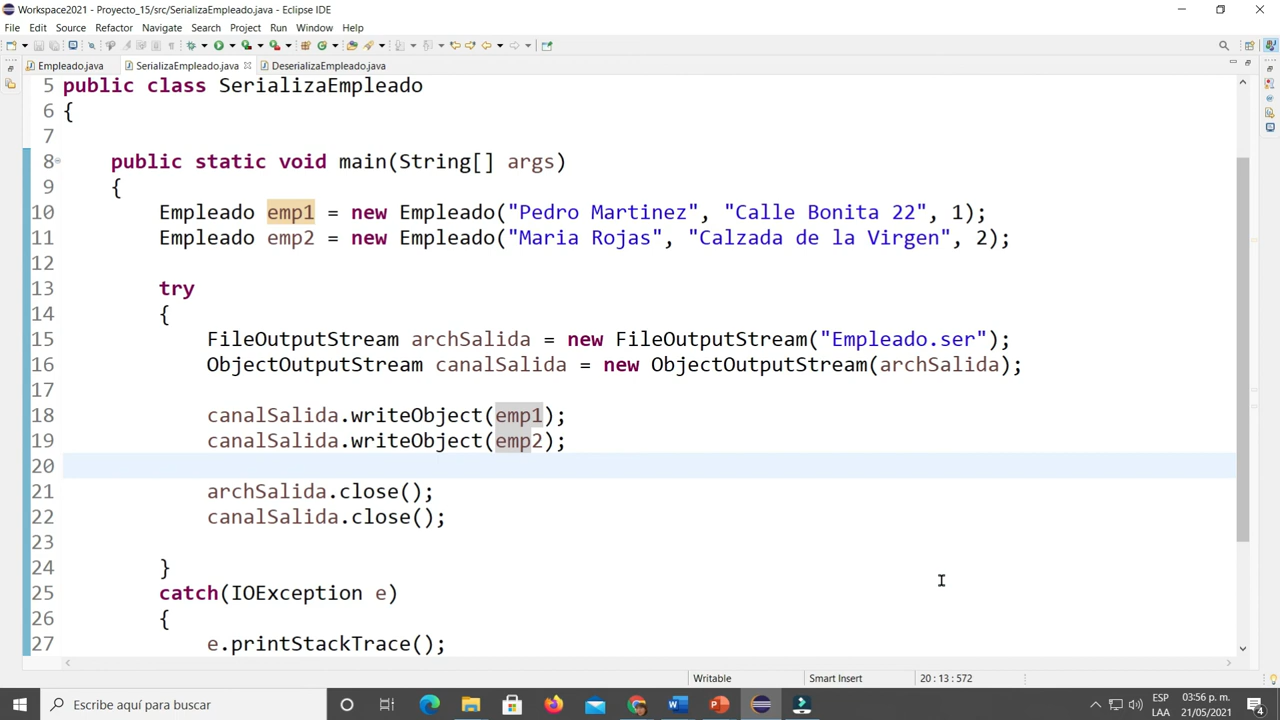 Workspace2021 - Proyecto_15/src/SerializaEmpleado.java - Eclipse IDE
File Edit Source Refactor Navigate Search Project Run Window Help
Empleado.java SerializaEmpleado.java DeserializaEmpleado.java
5 public class SerializaEmpleado
6 {
7
8 public static void main(String[] args)
9 {
10 Empleado emp1 = new Empleado("Pedro Martinez", "Calle Bonita 22", 1);
11 Empleado emp2 = new Empleado("Maria Rojas", "Calzada de la Virgen", 2);
12
13 try
14 {
15 FileOutputStream archSalida = new FileOutputStream("Empleado.ser");
16 ObjectOutputStream canalSalida = new ObjectOutputStream(archSalida);
17
18 canalSalida.writeObject(emp1);
19 canalSalida.writeObject(emp2);
20
21 archSalida.close();
22 canalSalida.close();
23
24 }
25 catch(IOException e)
26 {
27 e.printStackTrace();
Writable Smart Insert 20 : 13 : 572
Escribe aquí para buscar
ESP 03:56 p. m.
LAA 21/05/2021 4